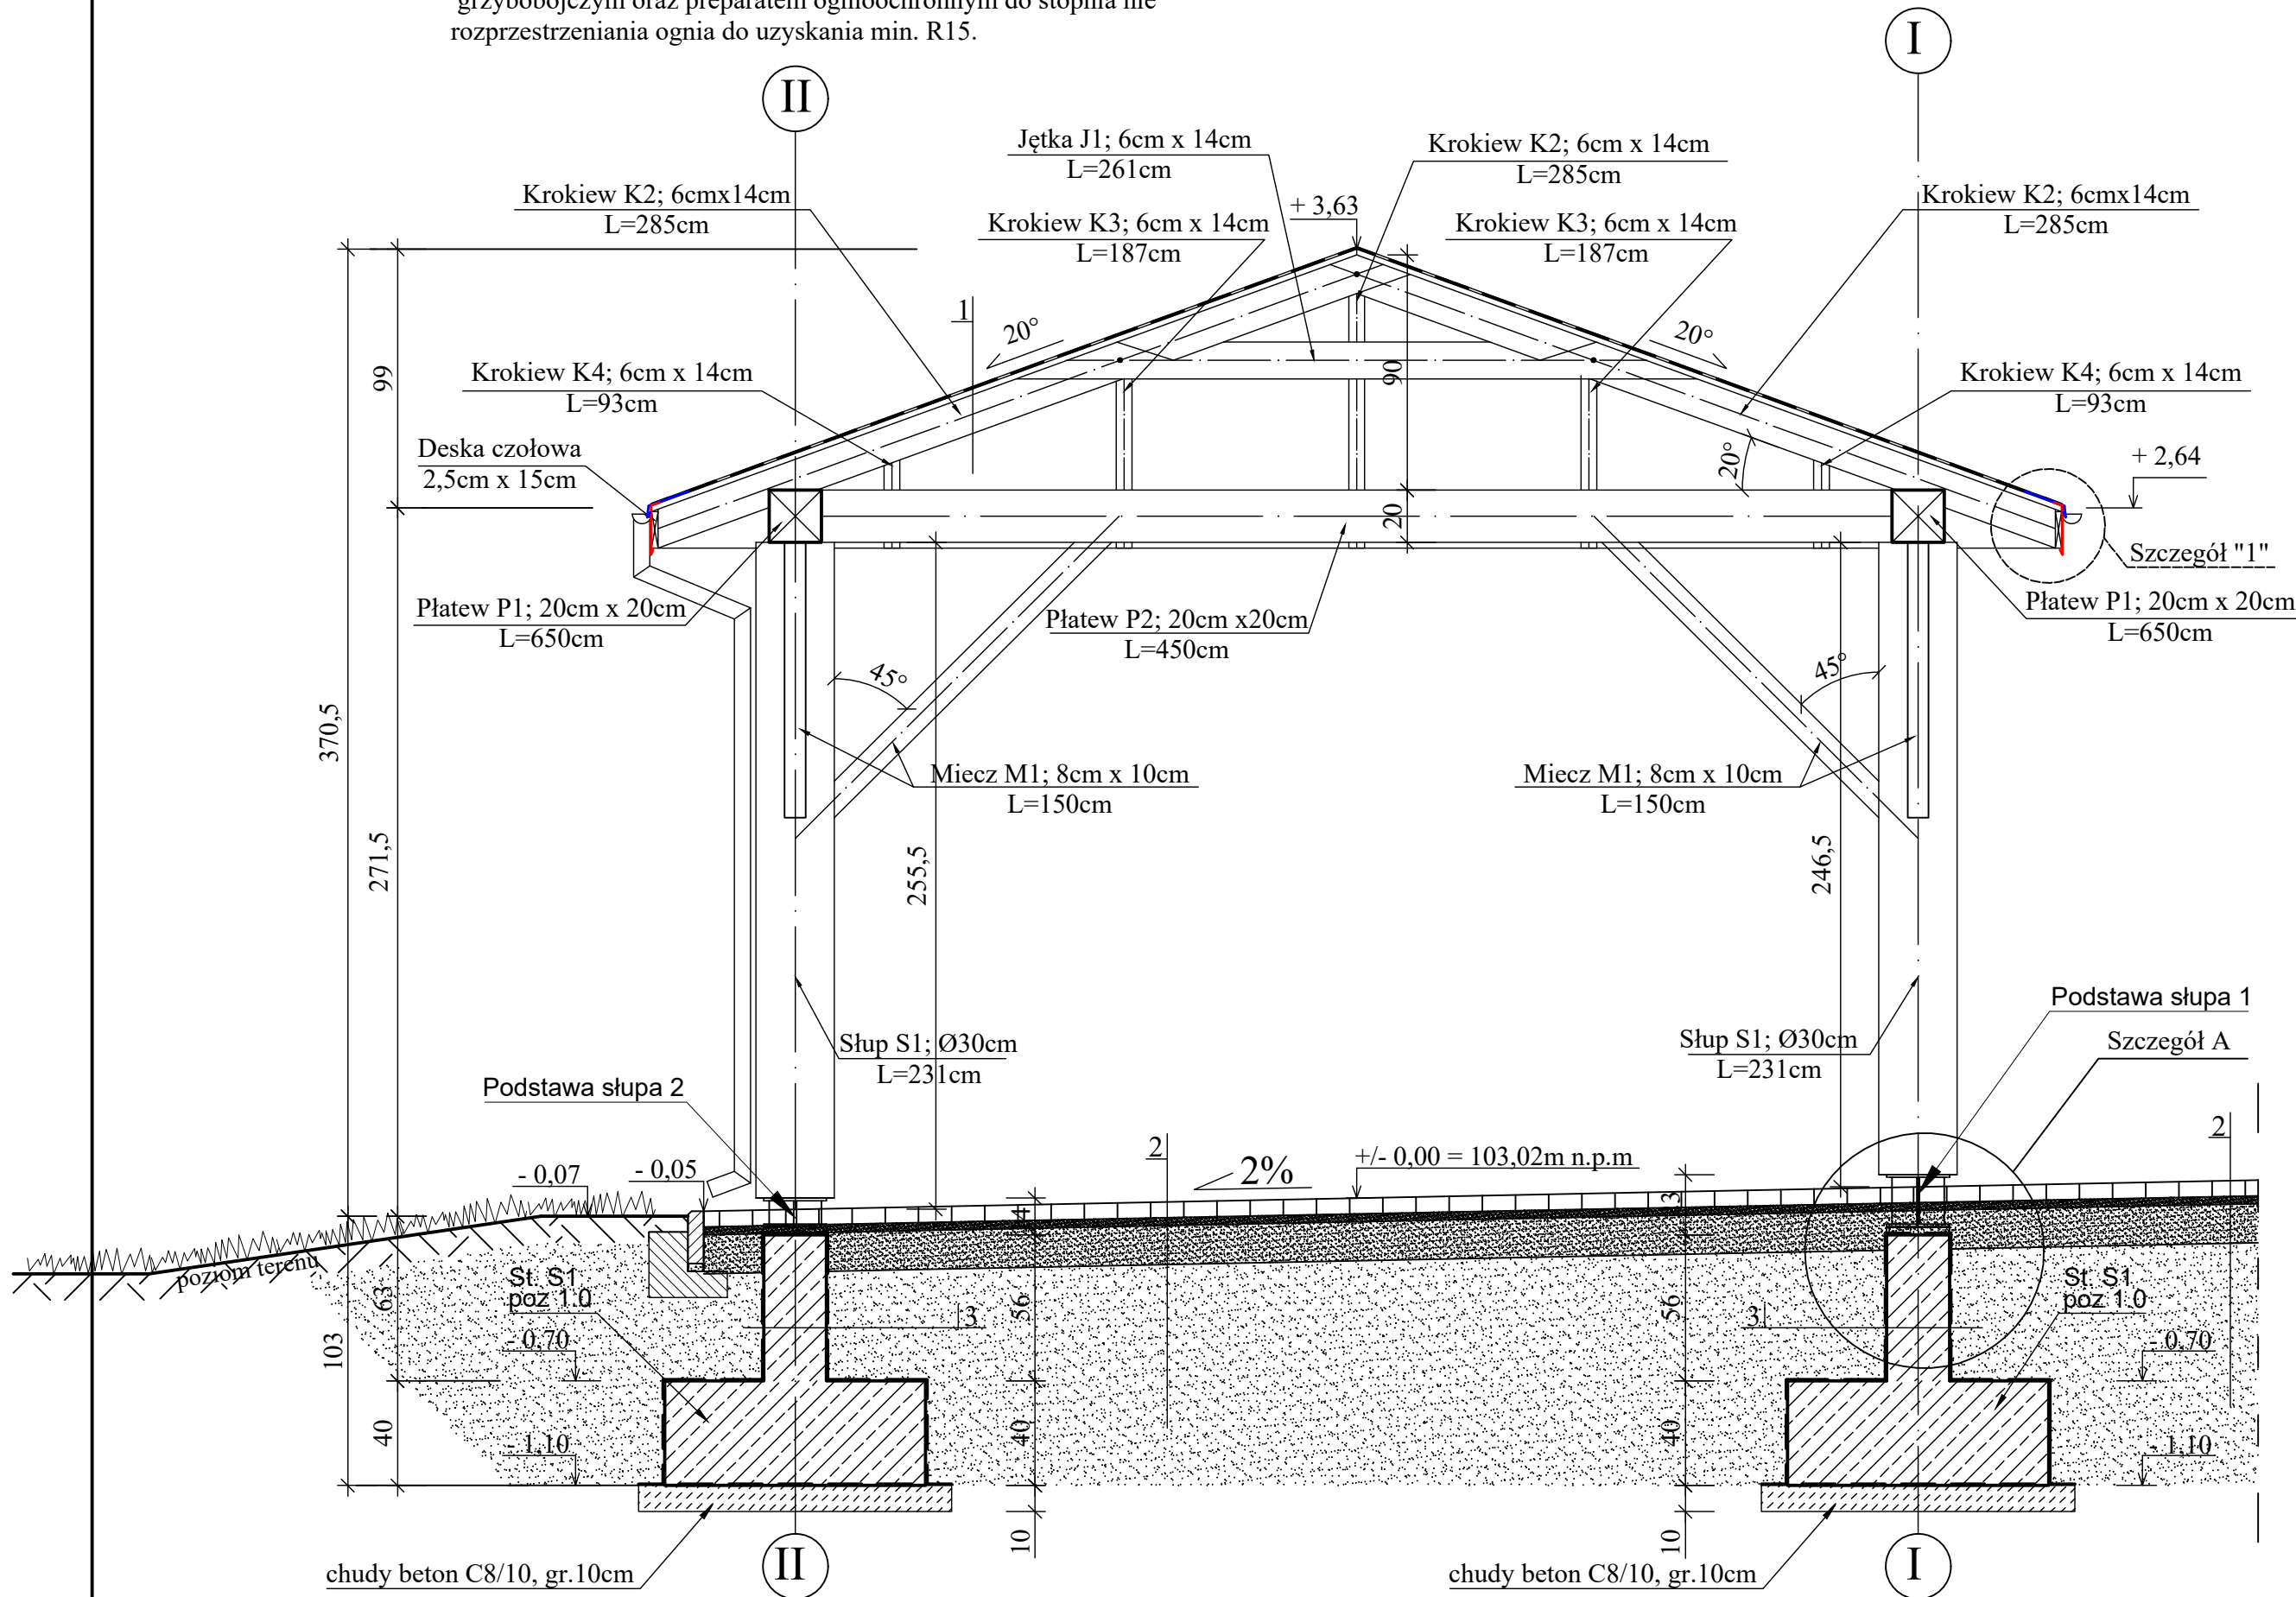 grzybobójczym oraz preparatem ognioochronnym do stopnia nie
rozprzestrzeniania ognia do uzyskania min. R15.
I
II
Jętka J1; 6cm x 14cm
L=261cm
Krokiew K2; 6cm x 14cm
L=285cm
Krokiew K2; 6cmx14cm
L=285cm
Krokiew K2; 6cmx14cm
L=285cm
+ 3,63
Krokiew K3; 6cm x 14cm
L=187cm
Krokiew K3; 6cm x 14cm
L=187cm
1
20°
20°
99
90
Krokiew K4; 6cm x 14cm
L=93cm
Krokiew K4; 6cm x 14cm
L=93cm
Deska czołowa
2,5cm x 15cm
20°
+ 2,64
20
Szczegół "1"
Płatew P1; 20cm x 20cm
L=650cm
Płatew P2; 20cm x20cm
L=450cm
Płatew P1; 20cm x 20cm
L=650cm
45°
45°
370,5
271,5
Miecz M1; 8cm x 10cm
L=150cm
Miecz M1; 8cm x 10cm
L=150cm
255,5
246,5
Podstawa słupa 1
Słup S1; Ø30cm
L=231cm
Słup S1; Ø30cm
L=231cm
Szczegół A
Podstawa słupa 2
2
2
- 0,07
- 0,05
2%
+/- 0,00 = 103,02m n.p.m
3
4
poziom terenu
St. S1
poz 1.0
St. S1
poz 1.0
63
56
56
3
3
103
- 0,70
- 0,70
40
40
40
- 1,10
- 1,10
10
10
chudy beton C8/10, gr.10cm
II
chudy beton C8/10, gr.10cm
I